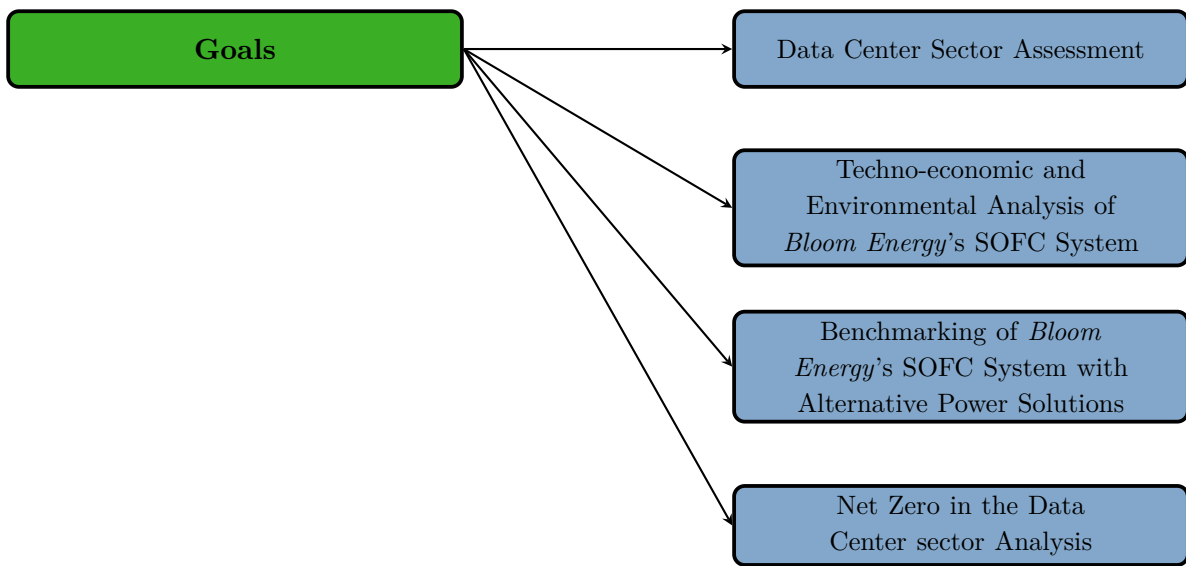 Goals
Data Center Sector Assessment
Techno-economic and
Environmental Analysis of
Bloom Energy's SOFC System
Benchmarking of Bloom
Energy's SOFC System with
Alternative Power Solutions
Net Zero in the Data
Center sector Analysis